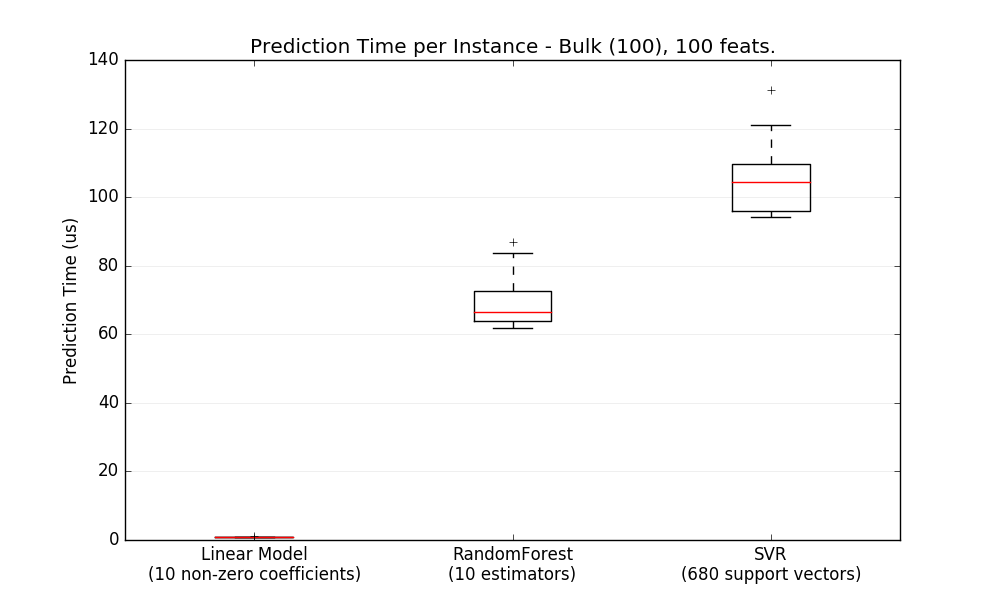 Prediction Time per Instance - Bulk (100), 100 feats.
140
120
100
80
60
40
20
0
Prediction Time (us)
Linear Model
(10 non-zero coefficients)
RandomForest
(10 estimators)
SVR
(680 support vectors)